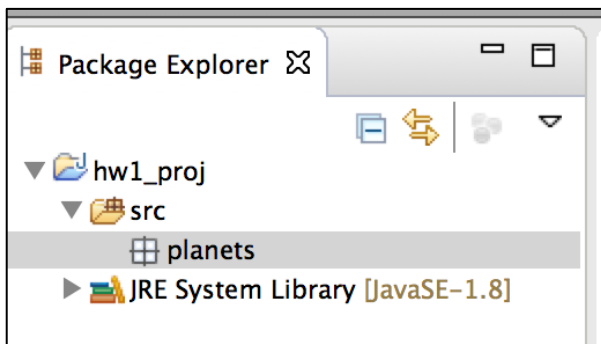 Package Explorer
hw1_proj
src
planets
JRE System Library [JavaSE-1.8]